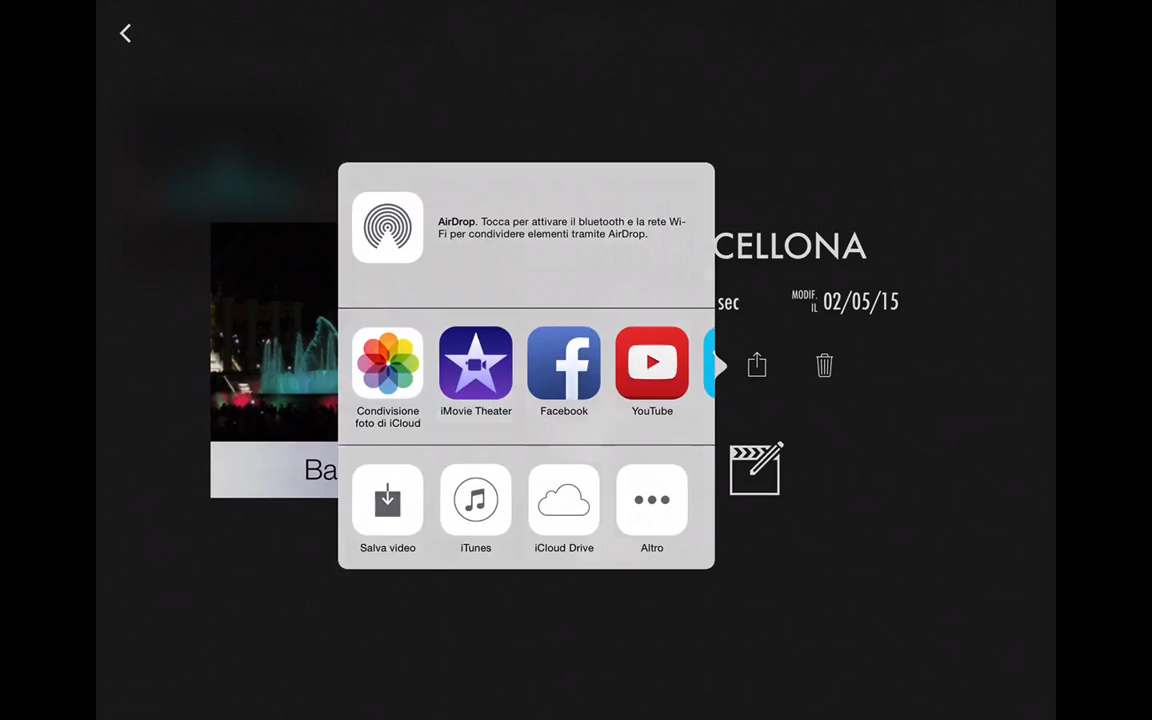 AirDrop. Tocca per attivare il bluetooth e la rete Wi-
Fi per condividere elementi tramite AirDrop.
CELLONA
sec
MODIF.
IL 02/05/15
Condivisione
foto di iCloud
iMovie Theater
Facebook
YouTube
Ba
Salva video
iTunes
iCloud Drive
Altro